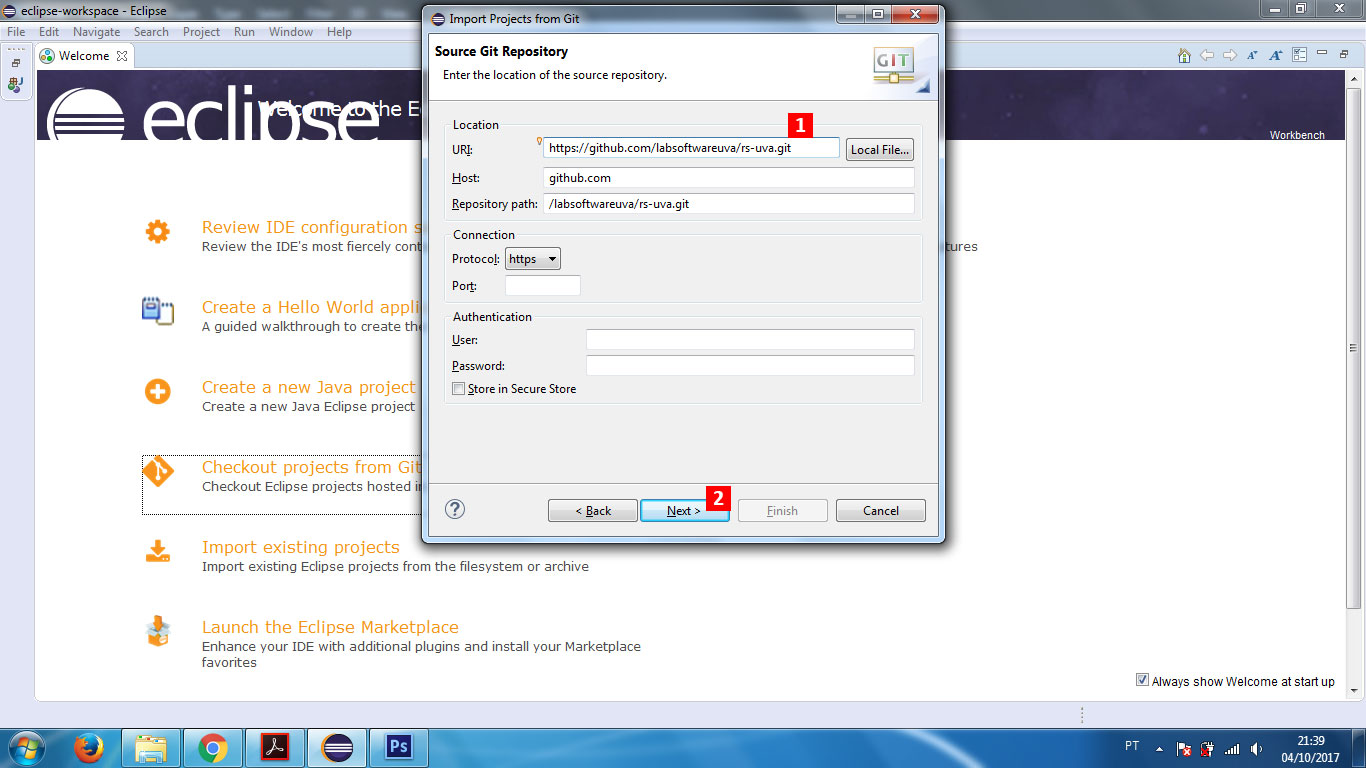 eclipse-workspace - Eclipse
File Edit Navigate Search Project Run Window Help
Welcome
eclipse
Welcome to the E
Workbench
Review IDE configuration s
Review the IDE's most fiercely cont
tures
Create a Hello World appli
A guided walkthrough to create the
Create a new Java project
Create a new Java Eclipse project
Checkout projects from Git
Checkout Eclipse projects hosted i
Import existing projects
Import existing Eclipse projects from the filesystem or archive
Launch the Eclipse Marketplace
Enhance your IDE with additional plugins and install your Marketplace
favorites
Always show Welcome at start up
Import Projects from Git
Source Git Repository
Enter the location of the source repository.
GIT
Location
1
URI: https://github.com/labsoftwareuva/rs-uva.git Local File...
Host: github.com
Repository path: /labsoftwareuva/rs-uva.git
Connection
Protocol: https
Port:
Authentication
User:
Password:
Store in Secure Store
2
? < Back Next > Finish Cancel
Ps
PT
21:39
04/10/2017